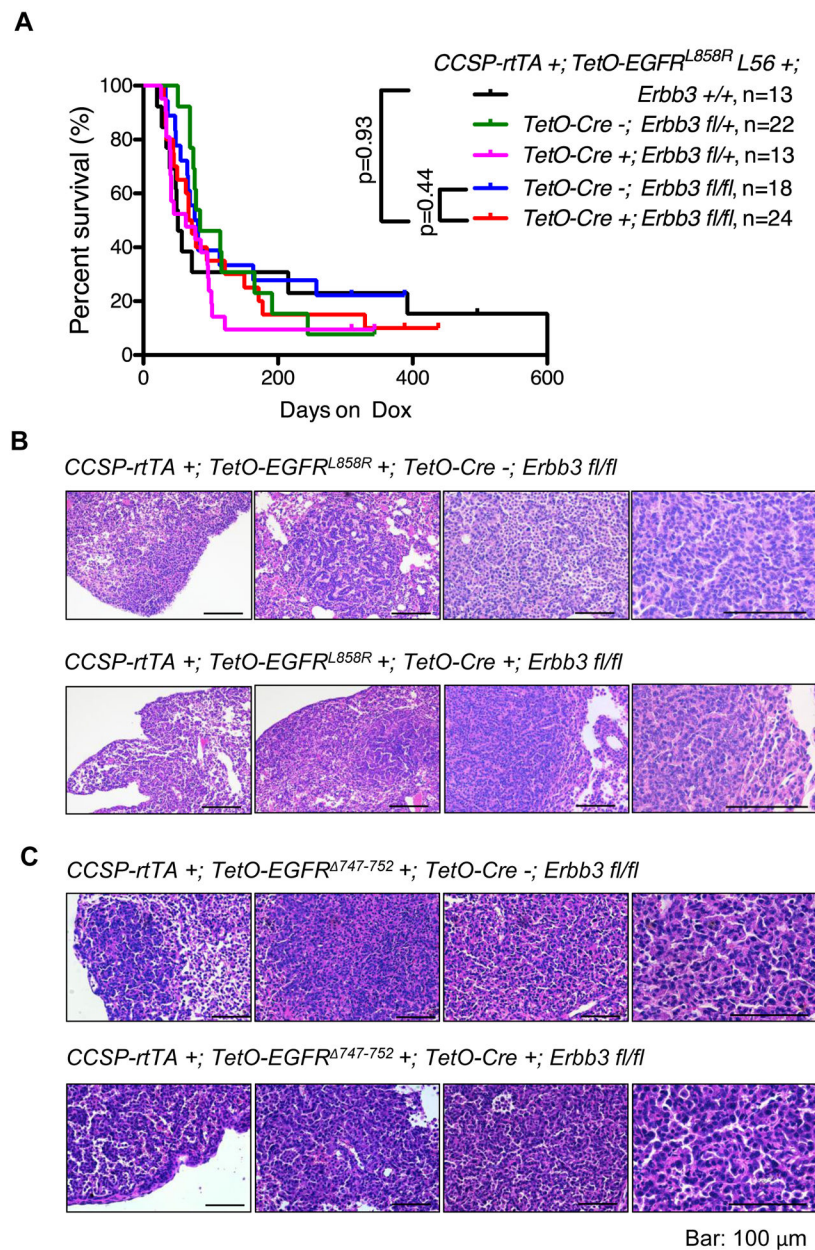 A
CCSP-rtTA +; TetO-EGFR^L858R L56 +;
Erbb3 +/+, n=13
TetO-Cre -; Erbb3 fl/+, n=22
TetO-Cre +; Erbb3 fl/+, n=13
TetO-Cre -; Erbb3 fl/fl, n=18
TetO-Cre +; Erbb3 fl/fl, n=24
p=0.93
p=0.44
Percent survival (%)
100
80
60
40
20
0
0
200
400
600
Days on Dox
B
CCSP-rtTA +; TetO-EGFR^L858R +; TetO-Cre -; Erbb3 fl/fl
CCSP-rtTA +; TetO-EGFR^L858R +; TetO-Cre +; Erbb3 fl/fl
C
CCSP-rtTA +; TetO-EGFR^Δ747-752 +; TetO-Cre -; Erbb3 fl/fl
CCSP-rtTA +; TetO-EGFR^Δ747-752 +; TetO-Cre +; Erbb3 fl/fl
Bar: 100 μm